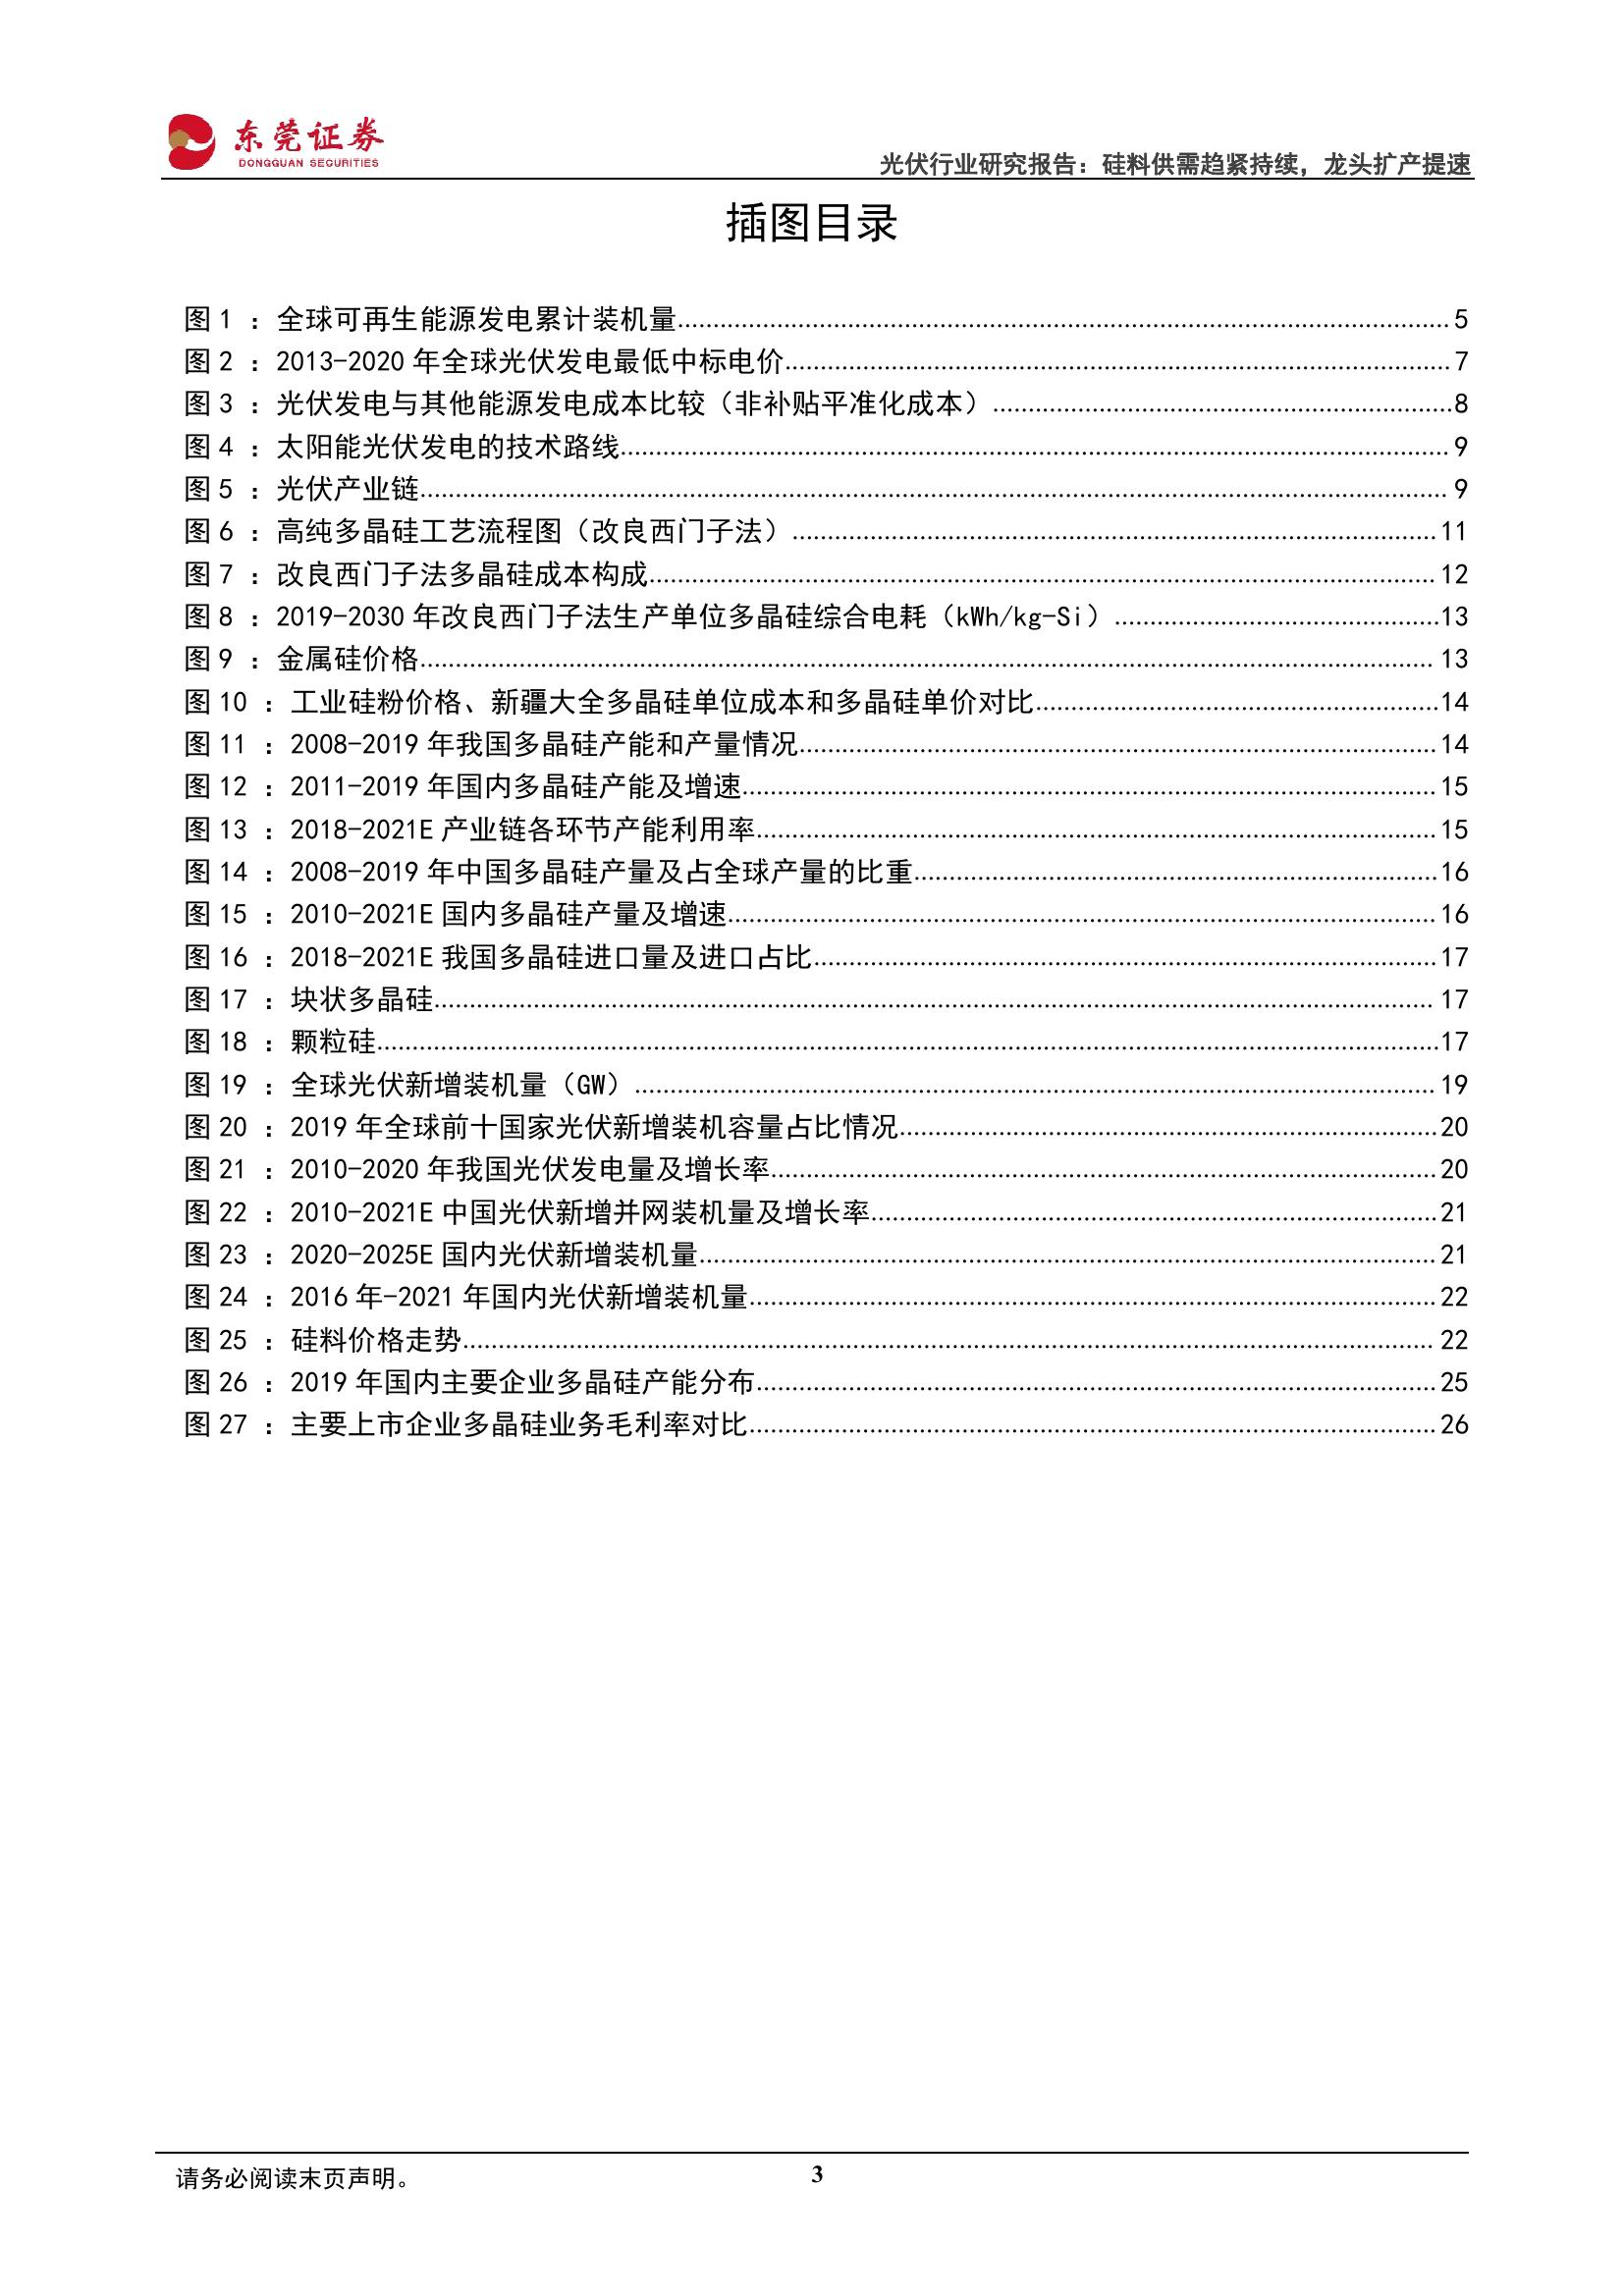 东莞证券
DONGGUAN SECURITIES
光伏行业研究报告：硅料供需趋紧持续，龙头扩产提速
插图目录
图 1 ：全球可再生能源发电累计装机量 5
图 2 ：2013-2020 年全球光伏发电最低中标电价 7
图 3 ：光伏发电与其他能源发电成本比较（非补贴平准化成本） 8
图 4 ：太阳能光伏发电的技术路线 9
图 5 ：光伏产业链 9
图 6 ：高纯多晶硅工艺流程图（改良西门子法） 11
图 7 ：改良西门子法多晶硅成本构成 12
图 8 ：2019-2030 年改良西门子法生产单位多晶硅综合电耗（kWh/kg-Si） 13
图 9 ：金属硅价格 13
图 10 ：工业硅粉价格、新疆大全多晶硅单位成本和多晶硅单价对比 14
图 11 ：2008-2019 年我国多晶硅产能和产量情况 14
图 12 ：2011-2019 年国内多晶硅产能及增速 15
图 13 ：2018-2021E 产业链各环节产能利用率 15
图 14 ：2008-2019 年中国多晶硅产量及占全球产量的比重 16
图 15 ：2010-2021E 国内多晶硅产量及增速 16
图 16 ：2018-2021E 我国多晶硅进口量及进口占比 17
图 17 ：块状多晶硅 17
图 18 ：颗粒硅 17
图 19 ：全球光伏新增装机量（GW） 19
图 20 ：2019 年全球前十国家光伏新增装机容量占比情况 20
图 21 ：2010-2020 年我国光伏发电量及增长率 20
图 22 ：2010-2021E 中国光伏新增并网装机量及增长率 21
图 23 ：2020-2025E 国内光伏新增装机量 21
图 24 ：2016 年-2021 年国内光伏新增装机量 22
图 25 ：硅料价格走势 22
图 26 ：2019 年国内主要企业多晶硅产能分布 25
图 27 ：主要上市企业多晶硅业务毛利率对比 26
请务必阅读末页声明。
3